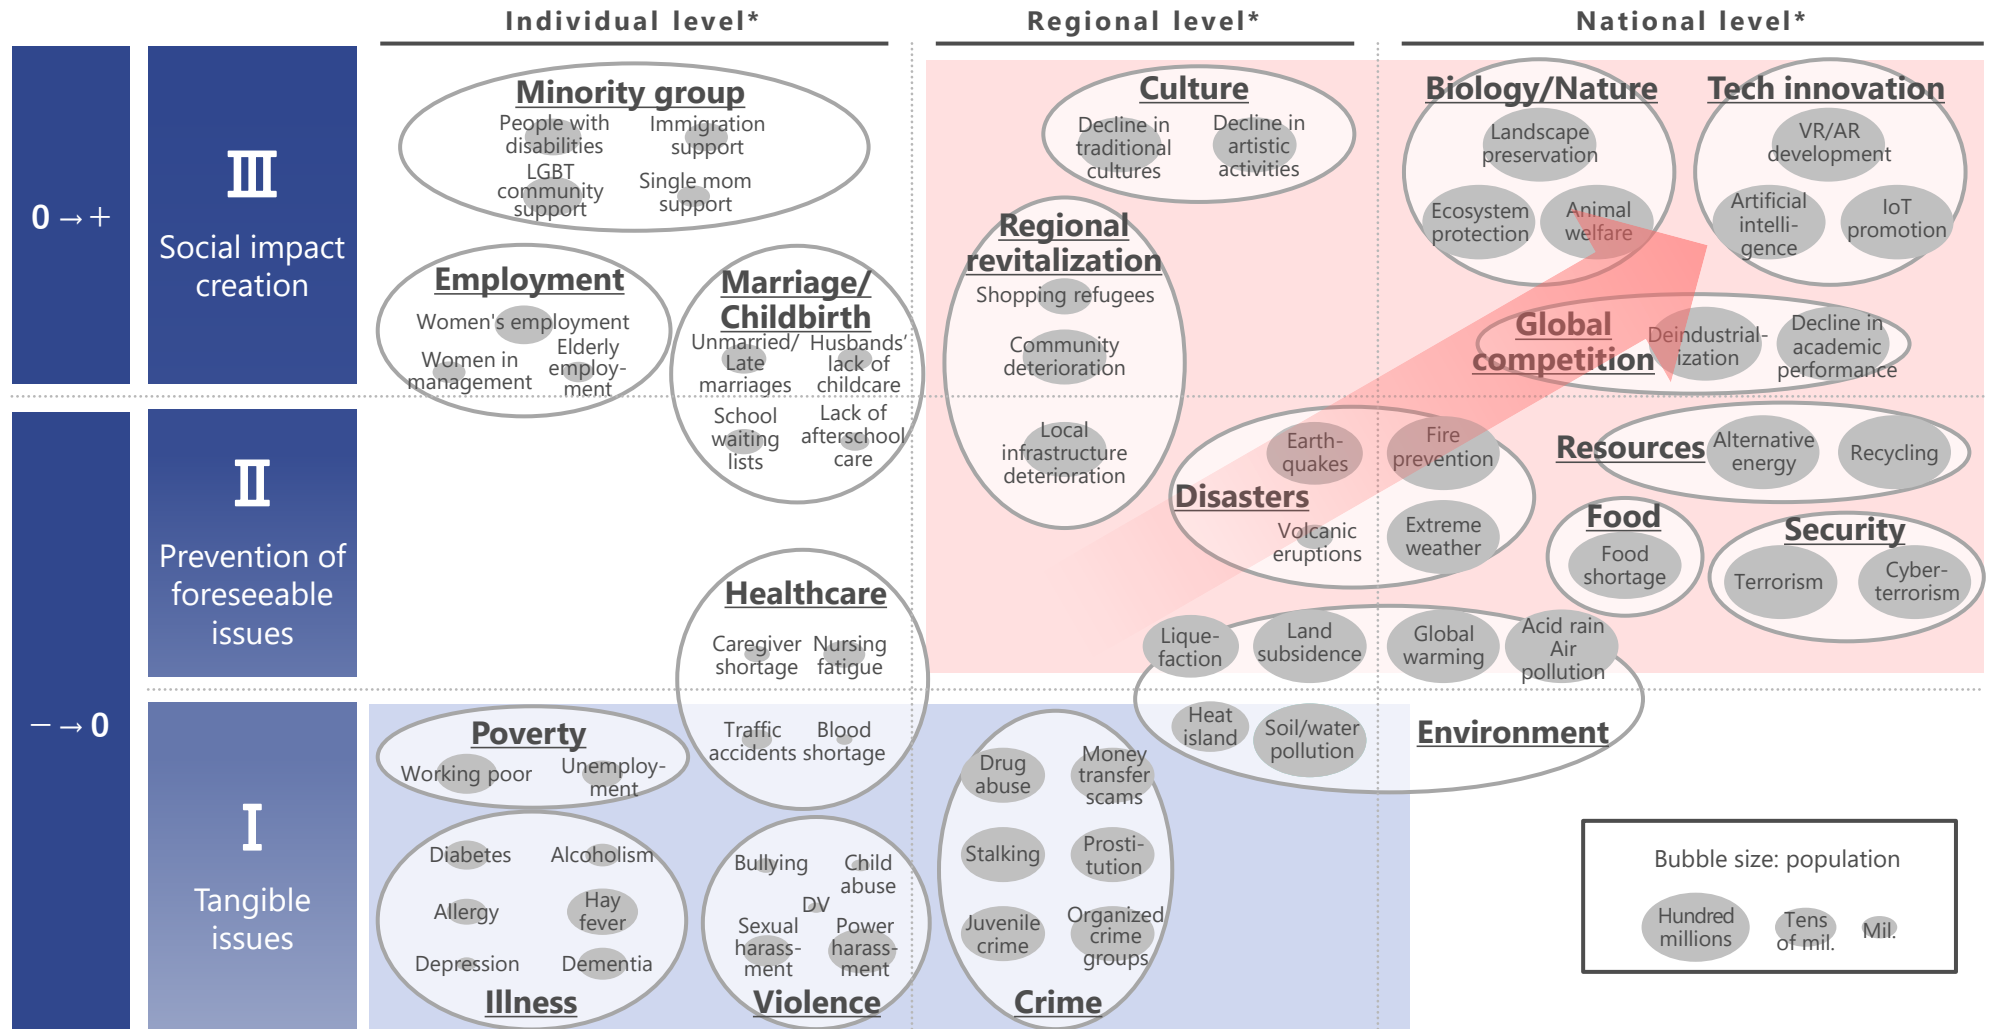 Individual level*
Regional level*
National level*
0 → +
III
Social impact
creation
Minority group
People with
disabilities
Immigration
support
LGBT
community
support
Single mom
support
Employment
Women's employment
Women in
management
Elderly
employ-
ment
Marriage/
Childbirth
Unmarried/
Late
marriages
Husbands'
lack of
childcare
School
waiting
lists
Lack of
afterschool
care
Culture
Decline in
traditional
cultures
Decline in
artistic
activities
Regional
revitalization
Shopping refugees
Community
deterioration
Local
infrastructure
deterioration
Biology/Nature
Landscape
preservation
Ecosystem
protection
Animal
welfare
Tech innovation
VR/AR
development
Artificial
intelli-
gence
IoT
promotion
Global
competition
Deindustrial-
ization
Decline in
academic
performance
− → 0
II
Prevention of
foreseeable
issues
Healthcare
Caregiver
shortage
Nursing
fatigue
Traffic
accidents
Blood
shortage
Disasters
Earth-
quakes
Fire
prevention
Volcanic
eruptions
Extreme
weather
Resources
Alternative
energy
Recycling
Food
Food
shortage
Security
Terrorism
Cyber-
terrorism
Lique-
faction
Land
subsidence
Global
warming
Acid rain
Air
pollution
Heat
island
Soil/water
pollution
Environment
I
Tangible
issues
Poverty
Working poor
Unemploy-
ment
Diabetes
Alcoholism
Allergy
Hay
fever
Depression
Dementia
Illness
Bullying
Child
abuse
DV
Sexual
harass-
ment
Power
harass-
ment
Violence
Drug
abuse
Money
transfer
scams
Stalking
Prosti-
tution
Juvenile
crime
Organized
crime
groups
Crime
Bubble size: population
Hundred
millions
Tens
of mil.
Mil.